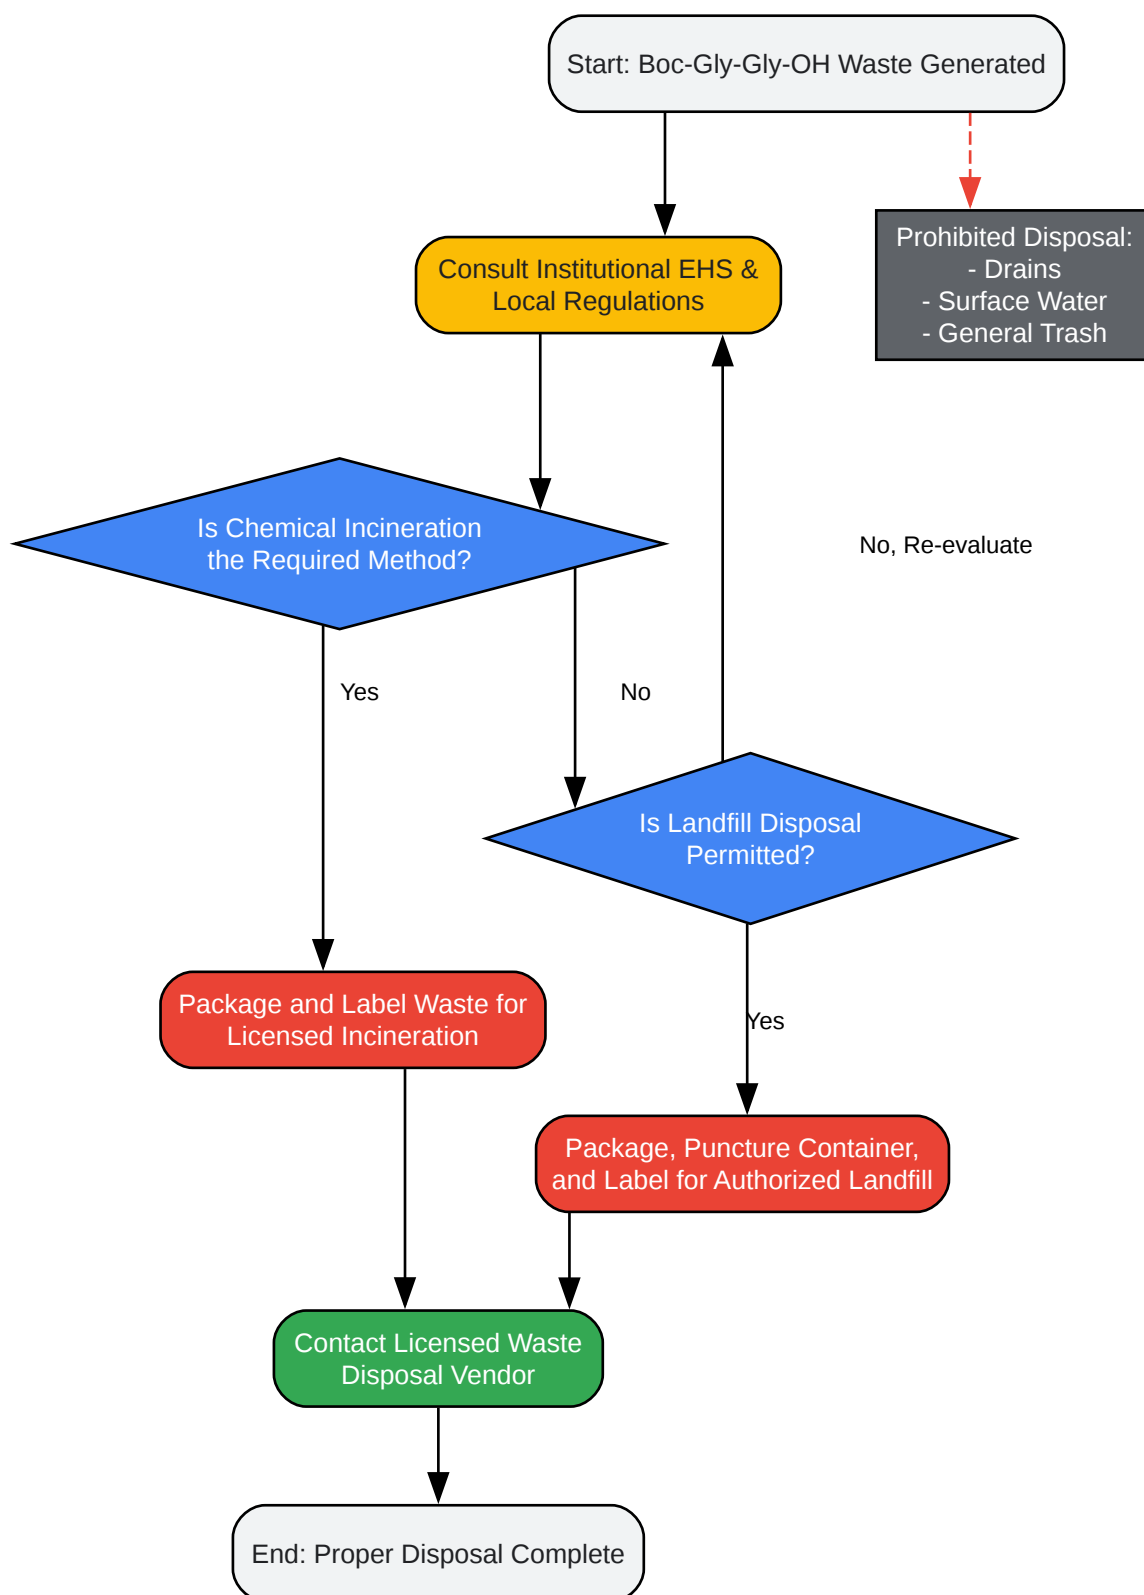 Start: Boc-Gly-Gly-OH Waste Generated
Prohibited Disposal:
- Drains
- Surface Water
- General Trash
Consult Institutional EHS &
Local Regulations
Is Chemical Incineration
the Required Method?
No, Re-evaluate
Yes
No
Is Landfill Disposal
Permitted?
Package and Label Waste for
Licensed Incineration
Yes
Package, Puncture Container,
and Label for Authorized Landfill
Contact Licensed Waste
Disposal Vendor
End: Proper Disposal Complete